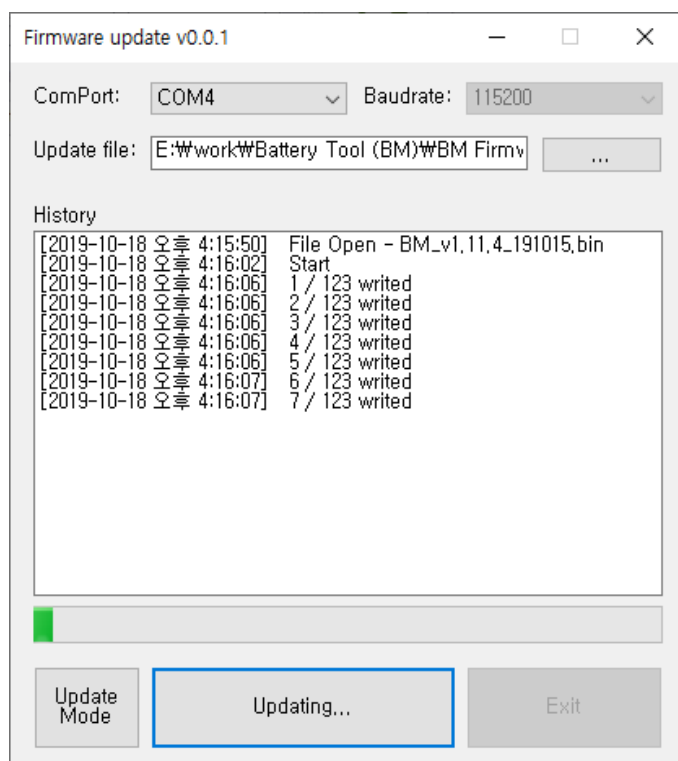 Firmware update v0.0.1
ComPort: COM4 Baudrate: 115200
Update file: E:₩work₩Battery Tool (BM)₩BM Firmv ...
History
[2019-10-18 오후 4:15:50] File Open - BM_v1.11.4_191015.bin
[2019-10-18 오후 4:16:02] Start
[2019-10-18 오후 4:16:06] 1 / 123 writed
[2019-10-18 오후 4:16:06] 2 / 123 writed
[2019-10-18 오후 4:16:06] 3 / 123 writed
[2019-10-18 오후 4:16:06] 4 / 123 writed
[2019-10-18 오후 4:16:06] 5 / 123 writed
[2019-10-18 오후 4:16:07] 6 / 123 writed
[2019-10-18 오후 4:16:07] 7 / 123 writed
Update
Mode
Updating...
Exit